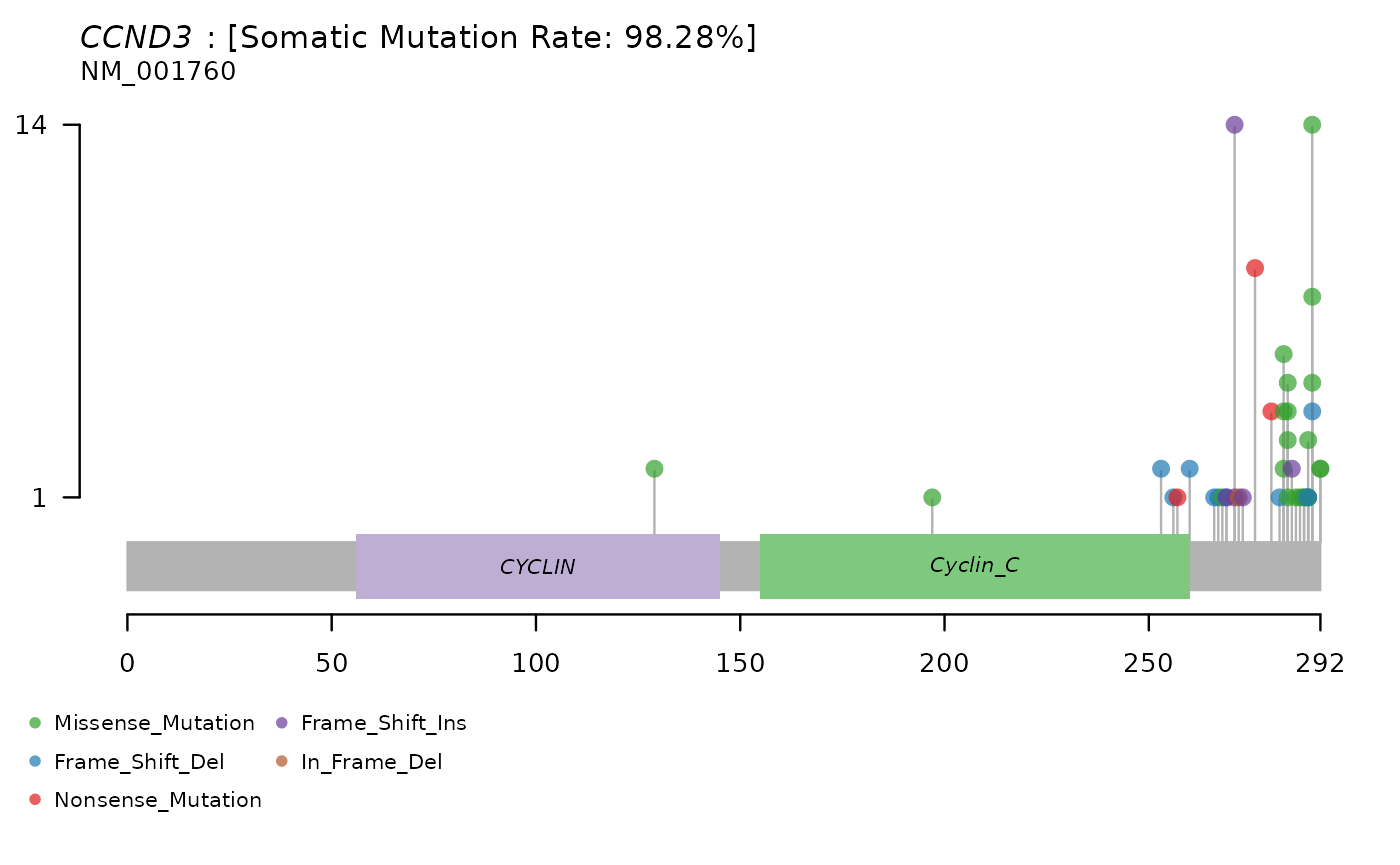 CCND3 : [Somatic Mutation Rate: 98.28%]
NM_001760
14
1
CYCLIN
Cyclin_C
0 50 100 150 200 250 292
Missense_Mutation Frame_Shift_Ins
Frame_Shift_Del In_Frame_Del
Nonsense_Mutation